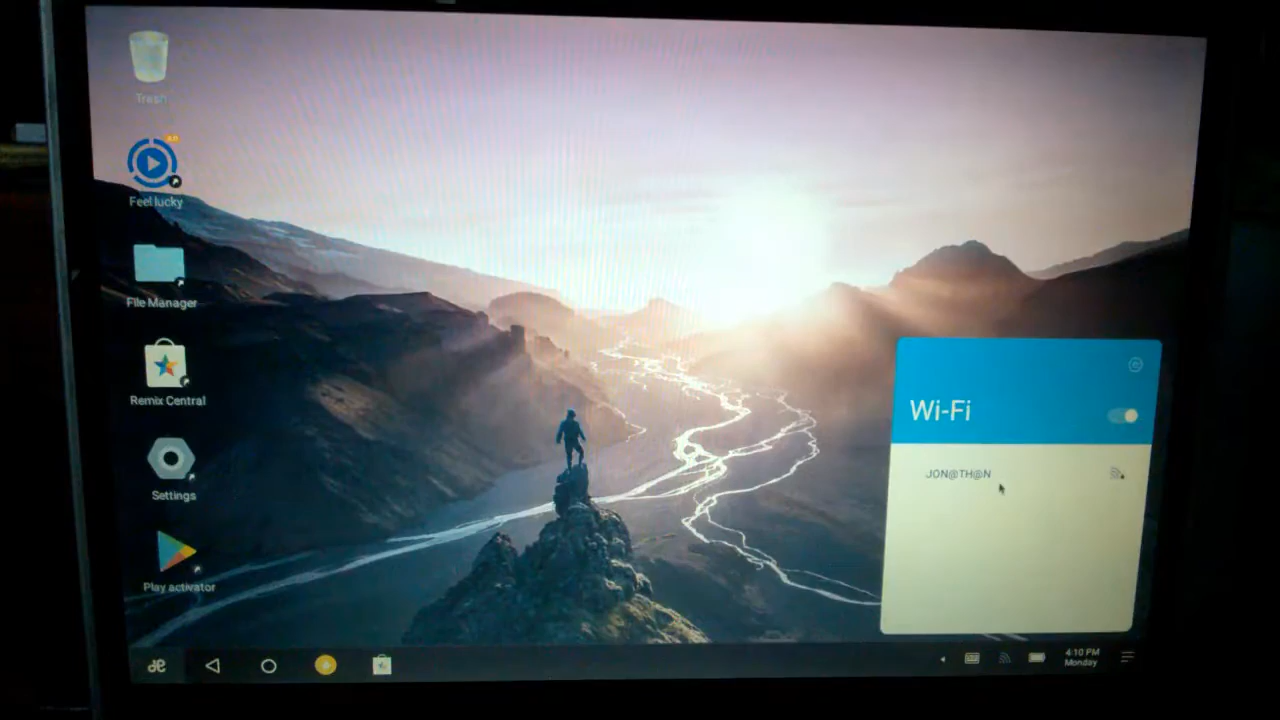 Trash
Feel lucky
File Manager
Remix Central
Settings
Play activator
Wi-Fi
JON@TH@N
4:10 PM
Monday